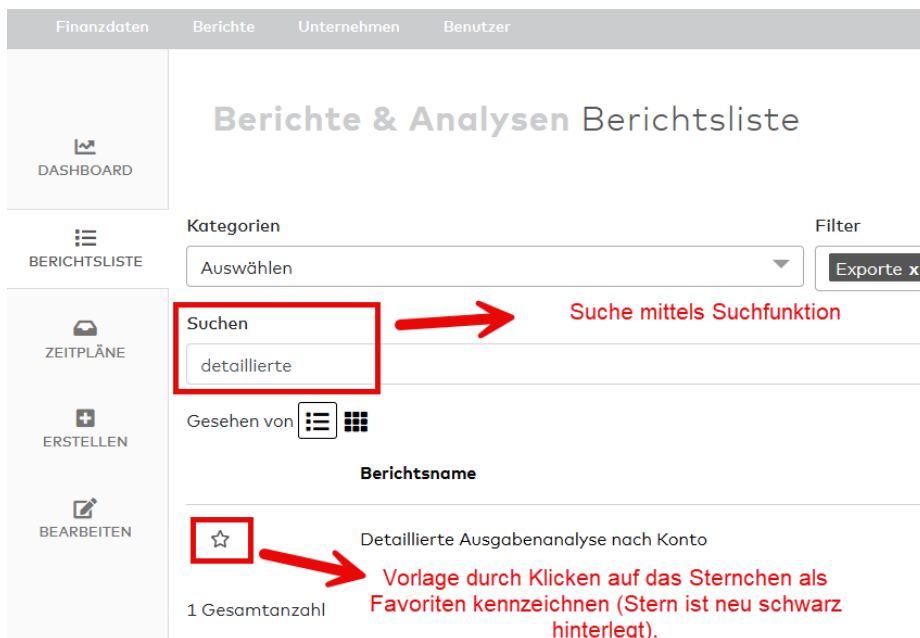 Finanzdaten Berichte Unternehmen Benutzer
Berichte & Analysen Berichtsliste
DASHBOARD
BERICHTSLISTE
ZEITPLÄNE
ERSTELLEN
BEARBEITEN
Kategorien
Auswählen
Filter
Exporte x
Suchen
detaillierte
Suche mittels Suchfunktion
Gesehen von
Berichtsname
Detaillierte Ausgabenanalyse nach Konto
Vorlage durch Klicken auf das Sternchen als
Favoriten kennzeichnen (Stern ist neu schwarz
hinterlegt).
1 Gesamtanzahl